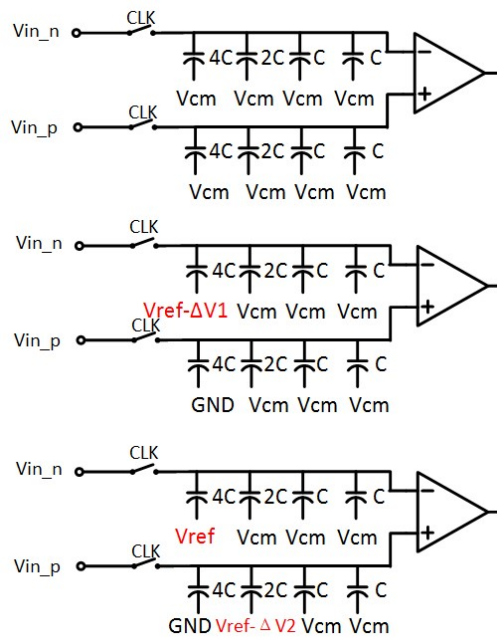 Vin_n CLK
4C 2C C C
Vcm Vcm Vcm Vcm
−
Vin_p CLK
+
4C 2C C C
Vcm Vcm Vcm Vcm
Vin_n CLK
−
4C 2C C C
Vref-ΔV1 Vcm Vcm Vcm
Vin_p CLK
+
4C 2C C C
GND Vcm Vcm Vcm
Vin_n CLK
−
4C 2C C C
Vref Vcm Vcm Vcm
Vin_p CLK
+
4C 2C C C
GND Vref- Δ V2 Vcm Vcm